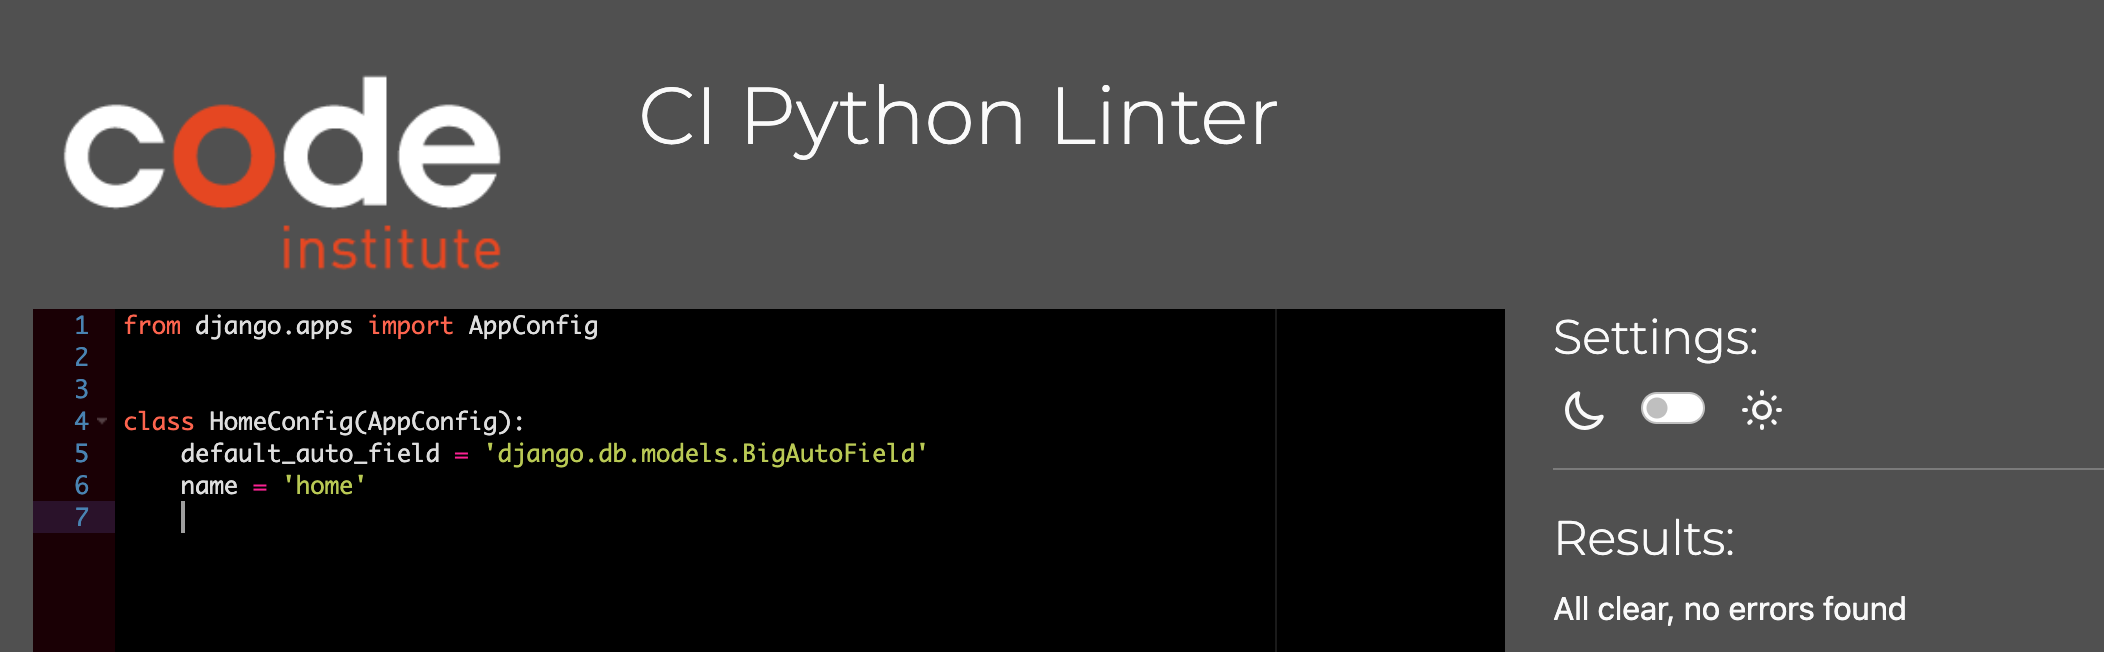 code
institute
CI Python Linter
1 from django.apps import AppConfig
2
3
4 class HomeConfig(AppConfig):
5     default_auto_field = 'django.db.models.BigAutoField'
6     name = 'home'
7
Settings:
Results:
All clear, no errors found